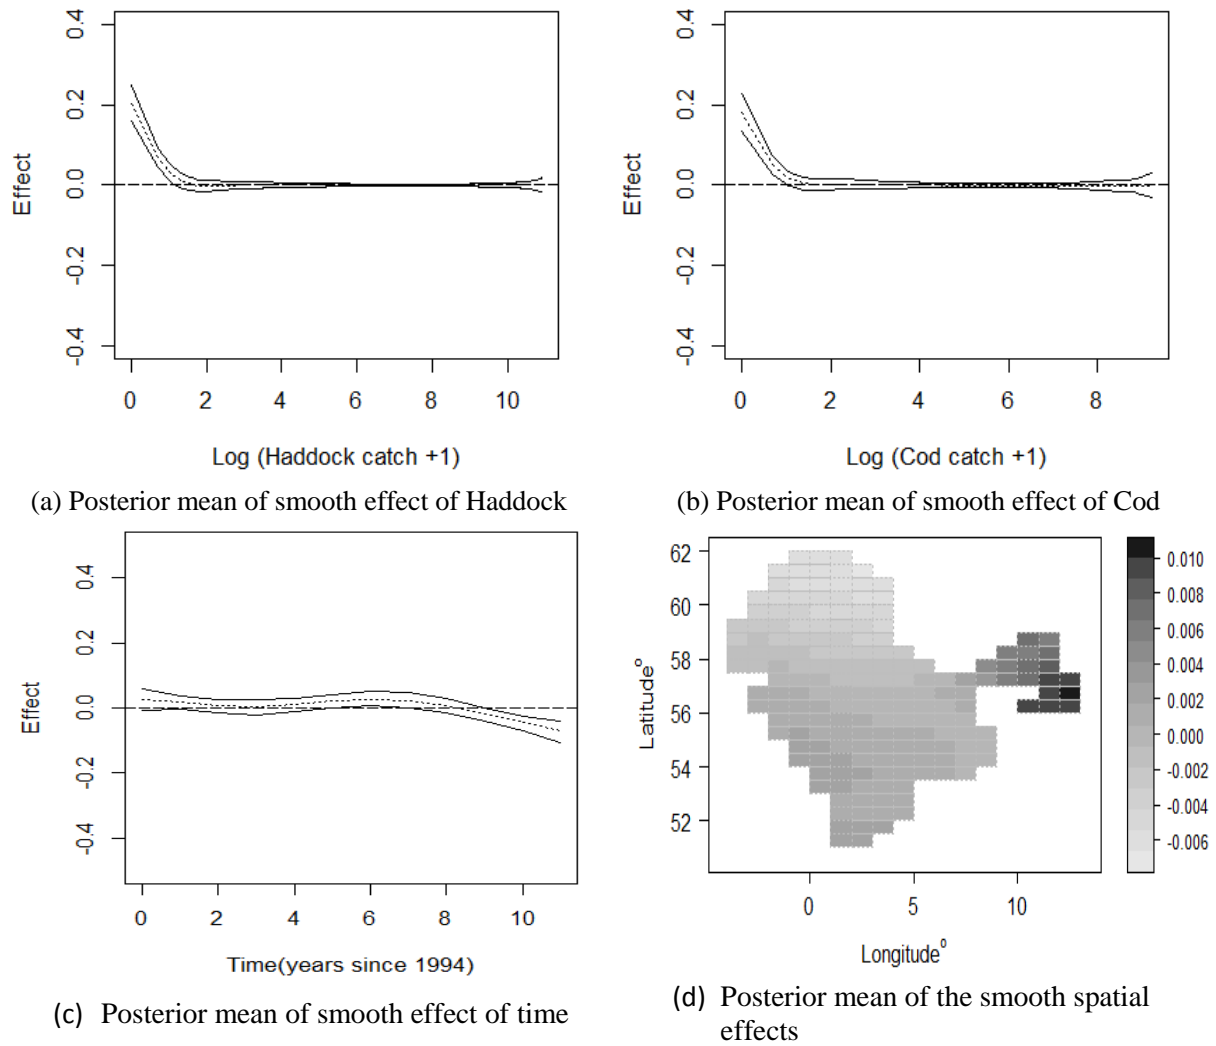 0.4
0.2
0.0
-0.2
-0.4
Effect
0 2 4 6 8 10
Log (Haddock catch +1)
(a) Posterior mean of smooth effect of Haddock
0.4
0.2
0.0
-0.2
-0.4
Effect
0 2 4 6 8
Log (Cod catch +1)
(b) Posterior mean of smooth effect of Cod
0.4
0.2
0.0
-0.2
-0.4
Effect
0 2 4 6 8 10
Time(years since 1994)
(c) Posterior mean of smooth effect of time
62
60
58
56
54
52
Latitude°
0 5 10
Longitude°
0.010
0.008
0.006
0.004
0.002
0.000
-0.002
-0.004
-0.006
(d) Posterior mean of the smooth spatial
effects